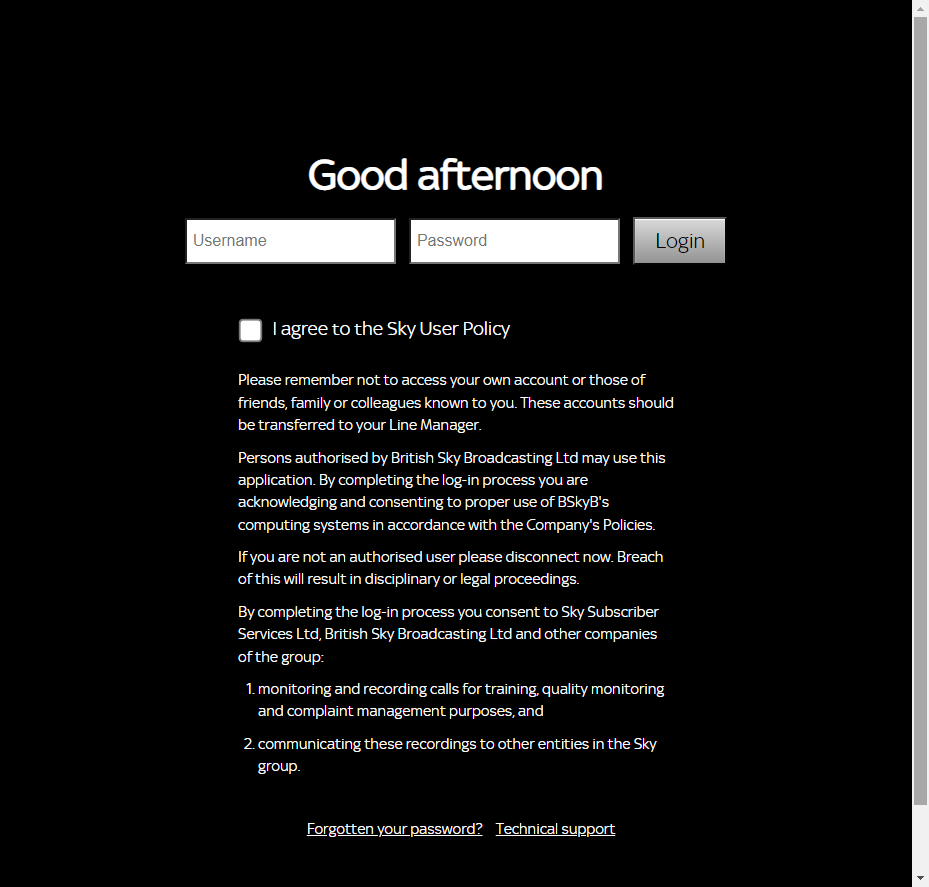 Good afternoon
Username Password Login
I agree to the Sky User Policy
Please remember not to access your own account or those of
friends, family or colleagues known to you. These accounts should
be transferred to your Line Manager.
Persons authorised by British Sky Broadcasting Ltd may use this
application. By completing the log-in process you are
acknowledging and consenting to proper use of BSkyB's
computing systems in accordance with the Company's Policies.
If you are not an authorised user please disconnect now. Breach
of this will result in disciplinary or legal proceedings.
By completing the log-in process you consent to Sky Subscriber
Services Ltd, British Sky Broadcasting Ltd and other companies
of the group:
1. monitoring and recording calls for training, quality monitoring
and complaint management purposes, and
2. communicating these recordings to other entities in the Sky
group.
Forgotten your password? Technical support